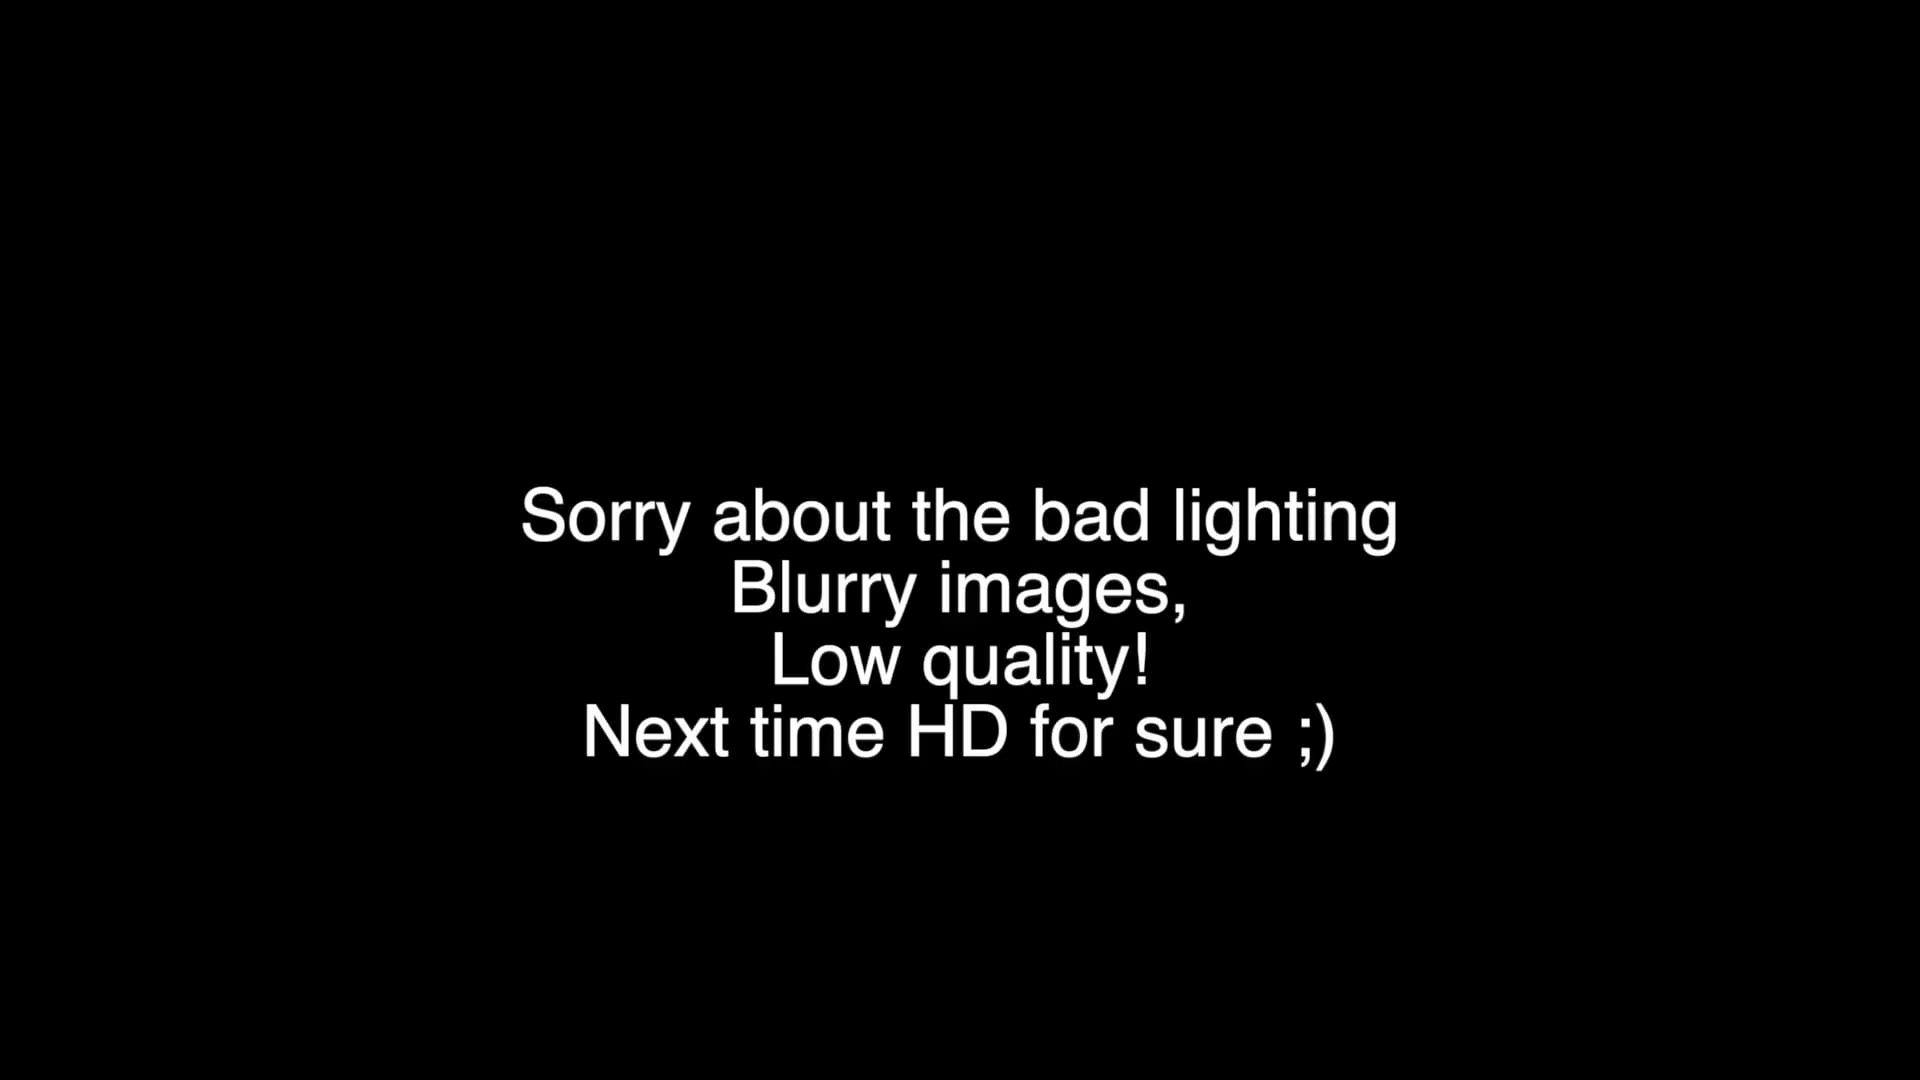 Sorry about the bad lighting
Blurry images,
Low quality!
Next time HD for sure ;)